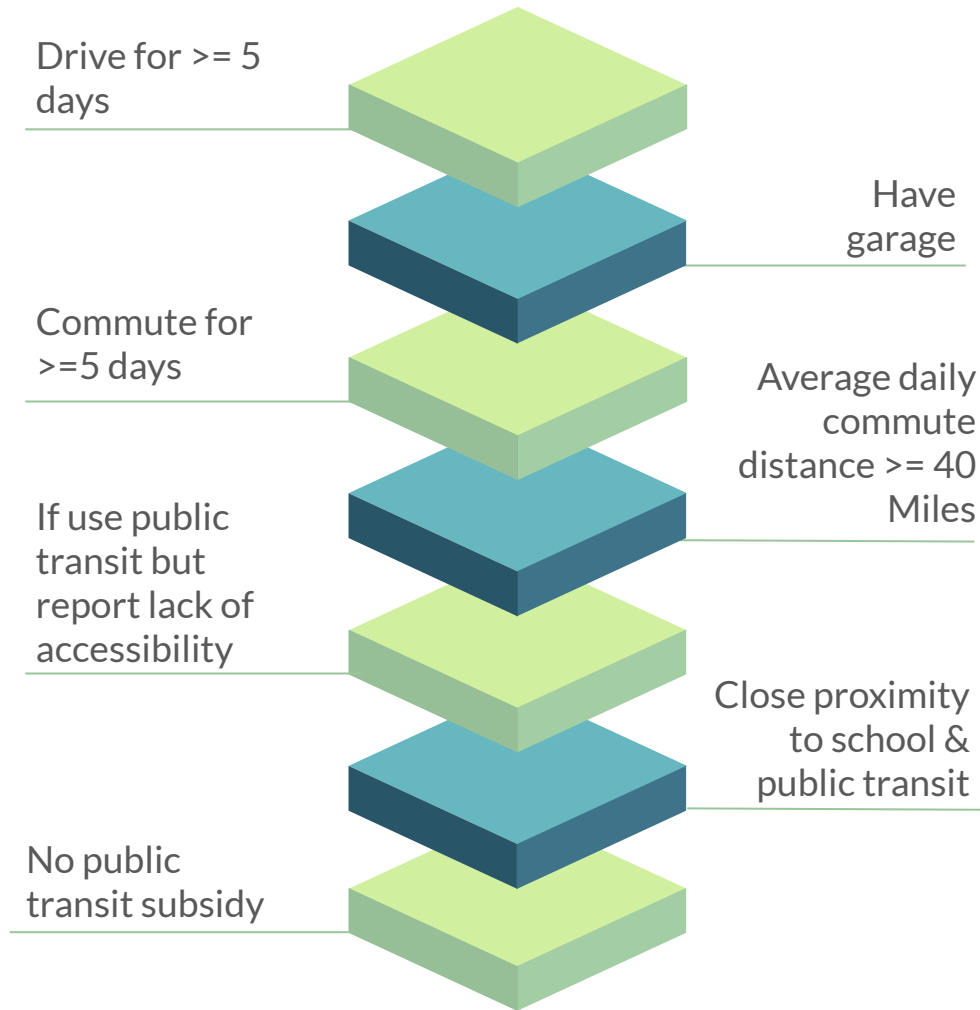 Drive for >= 5
days
Have
garage
Commute for
>=5 days
Average daily
commute
distance >= 40
Miles
If use public
transit but
report lack of
accessibility
Close proximity
to school &
public transit
No public
transit subsidy